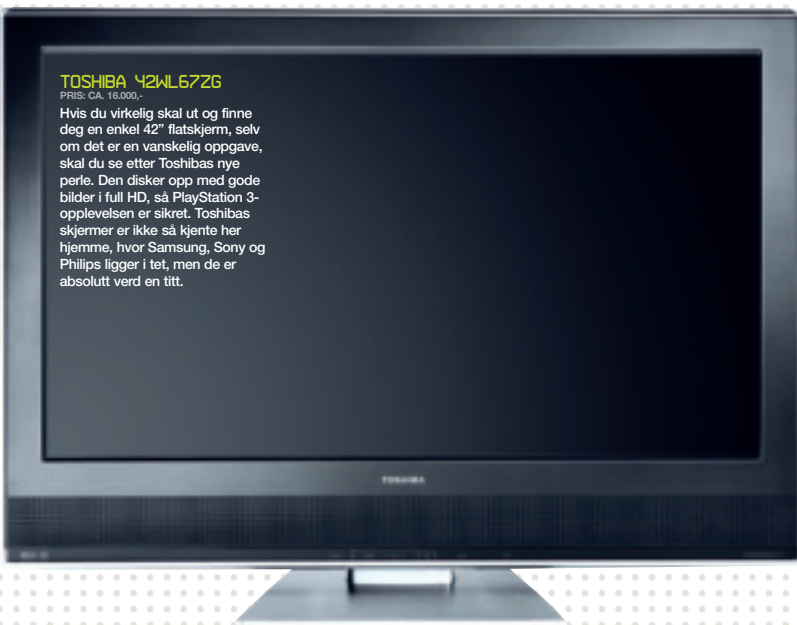 TOSHIBA 42WL67ZG
PRIS: CA. 16.000,-
Hvis du virkelig skal ut og finne
deg en enkel 42” flatskjerm, selv
om det er en vanskelig oppgave,
skal du se etter Toshibas nye
perle. Den disker opp med gode
bilder i full HD, så PlayStation 3-
opplevelsen er sikret. Toshibas
skjermer er ikke så kjente her
hjemme, hvor Samsung, Sony og
Philips ligger i tet, men de er
absolutt verd en titt.
TOSHIBA